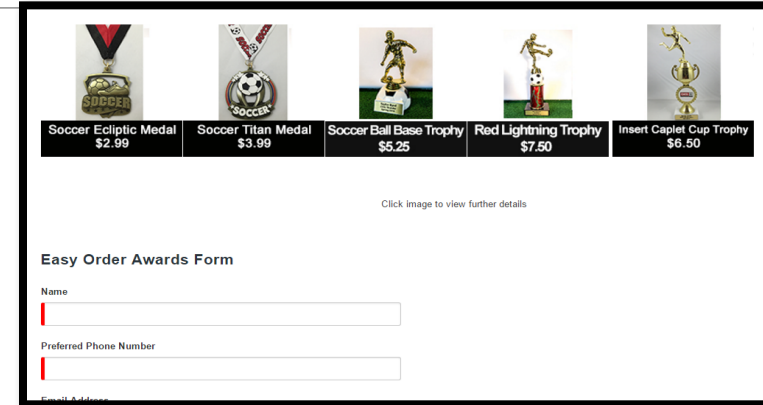 SOCCER
SOCCER
Soccer Ecliptic Medal
$2.99
Soccer Titan Medal
$3.99
Soccer Ball Base Trophy
$5.25
Red Lightning Trophy
$7.50
Insert Caplet Cup Trophy
$6.50
Click image to view further details
Easy Order Awards Form
Name
Preferred Phone Number
Email Address